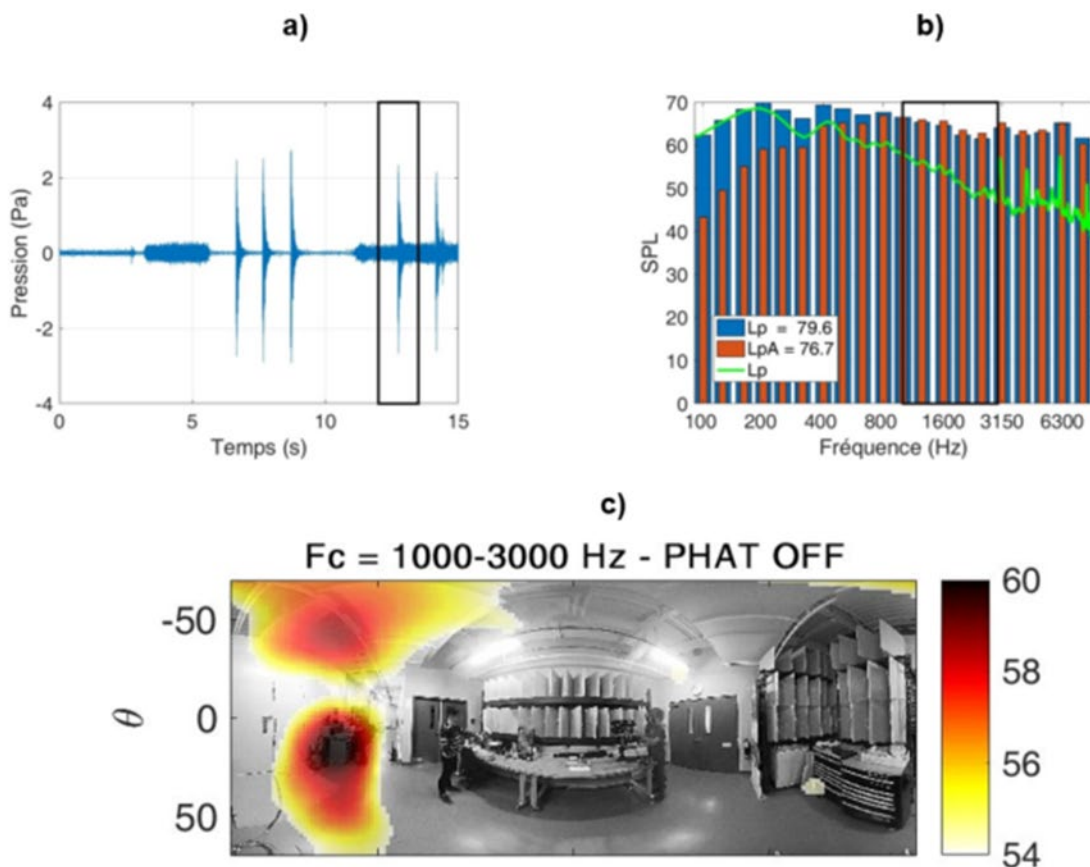 a)
4
2
0
-2
-4
Pression (Pa)
0 5 10 15
Temps (s)
b)
70
60
50
40
30
20
10
0
SPL
Lp = 79.6
LpA = 76.7
Lp
100 200 400 800 1600 3150 6300
Fréquence (Hz)
c)
Fc = 1000-3000 Hz - PHAT OFF
-50
0
50
θ
60
58
56
54